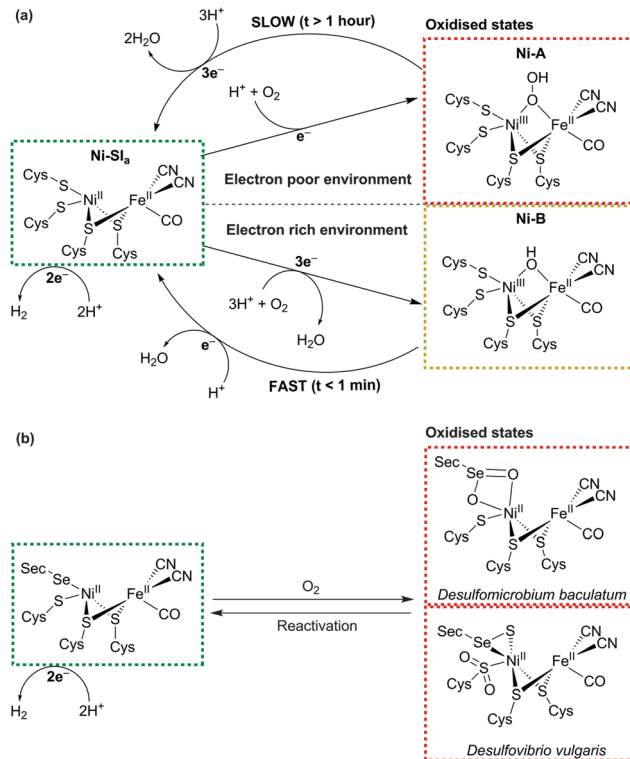 (a)
SLOW (t > 1 hour)
Oxidised states
3H⁺
2H₂O
3e⁻
H⁺ + O₂
e⁻
Ni-A
OH
O
Cys
S
Cys
S
Niᴵᴵᴵ
Feᴵᴵ
CN
CN
CO
S
S
Cys
Cys
Ni-SIₐ
Cys
S
Cys
S
Niᴵᴵ
Feᴵᴵ
CN
CN
CO
S
S
Cys
Cys
Electron poor environment
Electron rich environment
Ni-B
H
O
Cys
S
Cys
S
Niᴵᴵᴵ
Feᴵᴵ
CN
CN
CO
S
S
Cys
Cys
2e⁻
H₂
2H⁺
3e⁻
3H⁺ + O₂
H₂O
H₂O
e⁻
H⁺
FAST (t < 1 min)
(b)
Oxidised states
Sec
Se
O
O
Niᴵᴵ
Feᴵᴵ
CN
CN
CO
S
Cys
S
S
Cys
Cys
Desulfomicrobium baculatum
Sec
Se
S
Cys
Niᴵᴵ
Feᴵᴵ
CN
CN
CO
S
S
Cys
Cys
O₂
Reactivation
2e⁻
H₂
2H⁺
Sec
Se
S
O
S
O
Cys
Niᴵᴵ
Feᴵᴵ
CN
CN
CO
S
S
Cys
Cys
Desulfovibrio vulgaris